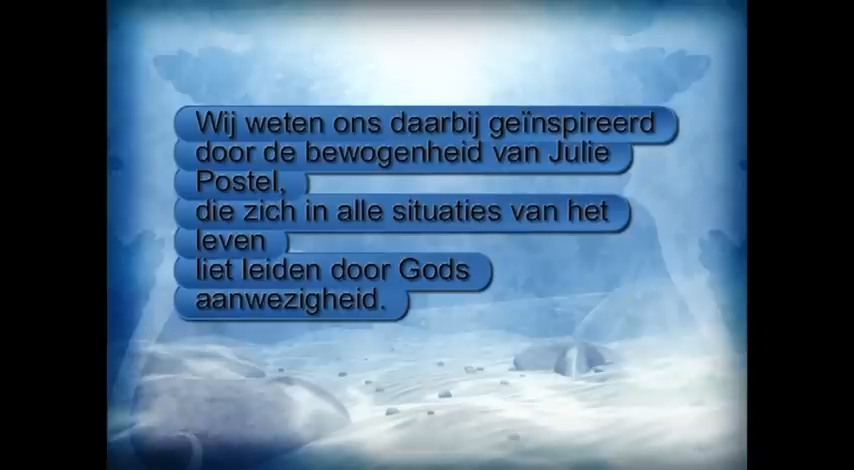 Wij weten ons daarbij geïnspireerd
door de bewogenheid van Julie
Postel,
die zich in alle situaties van het
leven
liet leiden door Gods
aanwezigheid.